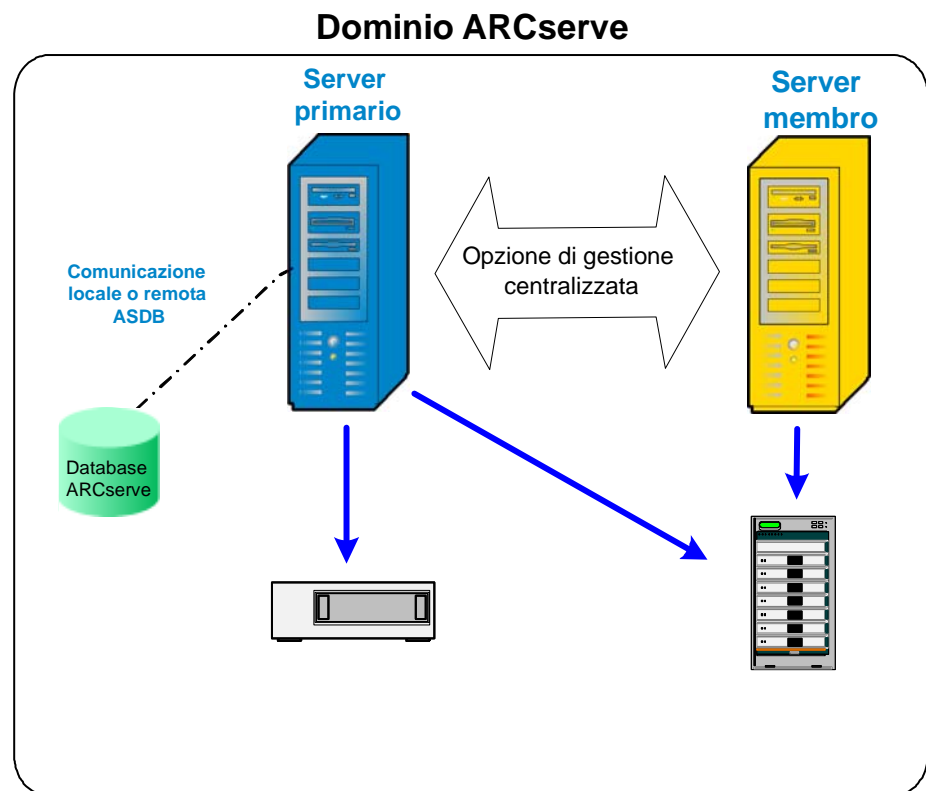 Dominio ARCserve
Server
primario
Server
membro
Opzione di gestione
centralizzata
Comunicazione
locale o remota
ASDB
Database
ARCserve